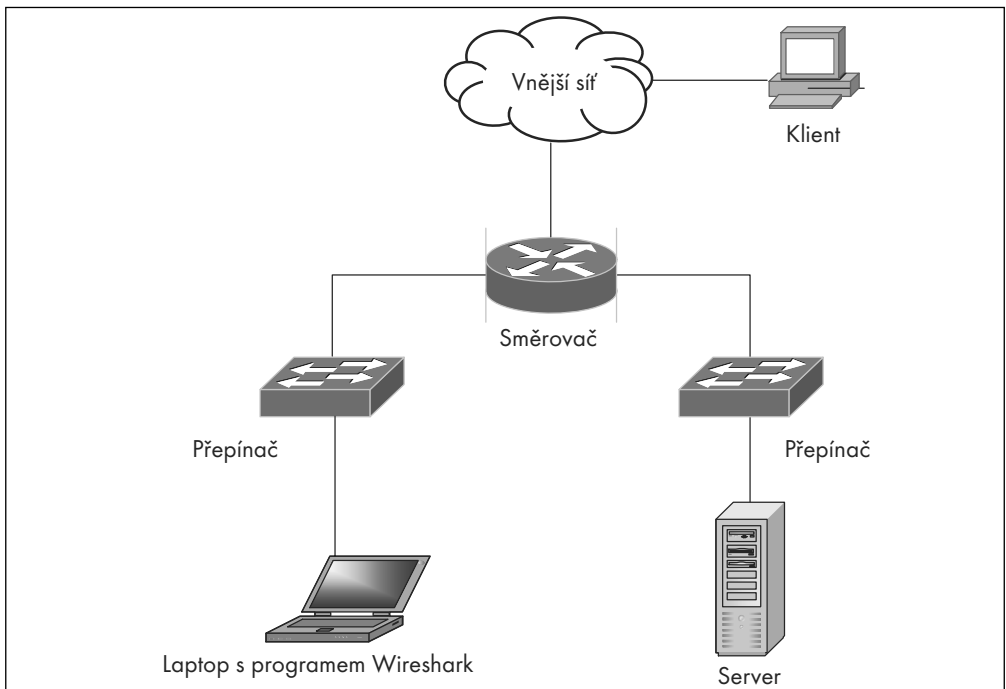 Vnější síť
Klient
Směrovač
Přepínač
Přepínač
Laptop s programem Wireshark
Server